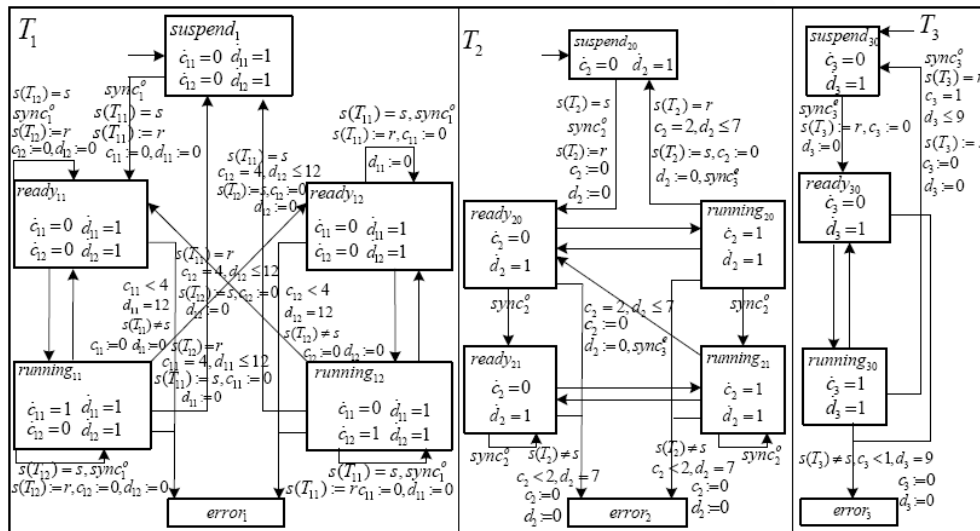 T₁
suspend₁
ċ₁₁=0 ḋ₁₁=1
ċ₁₂=0 ḋ₁₂=1
s(T₁₂)=s
sync₁ᵒ
s(T₁₂):=r
c₁₂:=0,d₁₂:=0
sync₁ᵒ
s(T₁₁)=s
s(T₁₁):=r
c₁₁:=0,d₁₁:=0
s(T₁₁)=s
c₁₂=4,d₁₂≤12
s(T₁₂):=s,c₁₂:=0
d₁₂:=0
s(T₁₁)=s,sync₁ᵒ
s(T₁₁):=r,c₁₁:=0
d₁₁:=0
ready₁₁
ċ₁₁=0 ḋ₁₁=1
ċ₁₂=0 ḋ₁₂=1
ready₁₂
ċ₁₁=0 ḋ₁₁=1
ċ₁₂=0 ḋ₁₂=1
s(T₁₁)=r
c₁₂=4,d₁₂≤12
s(T₁₂):=s,c₁₂:=0
d₁₂:=0
c₁₁<4
d₁₁=12
s(T₁₁)≠s
c₁₁:=0 d₁₁:=0
c₁₂<4
d₁₂=12
s(T₁₂)≠s
c₁₂:=0 d₁₂:=0
s(T₁₂)=r
c₁₁=4,d₁₁≤12
s(T₁₁):=s,c₁₁:=0
d₁₁:=0
running₁₁
ċ₁₁=1 ḋ₁₁=1
ċ₁₂=0 ḋ₁₂=1
running₁₂
ċ₁₁=0 ḋ₁₁=1
ċ₁₂=1 ḋ₁₂=1
s(T₁₂)=s,sync₁ᵒ
s(T₁₂):=r,c₁₂:=0,d₁₂:=0
s(T₁₁)=s,sync₁ᵒ
s(T₁₁):=r c₁₁:=0,d₁₁:=0
error₁
T₂
suspend₂₀
ċ₂=0 ḋ₂=1
s(T₂)=s
sync₂ᵒ
s(T₂):=r
c₂:=0
d₂:=0
s(T₂)=r
c₂=2,d₂≤7
s(T₂):=s,c₂:=0
d₂:=0,sync₃ᵉ
ready₂₀
ċ₂=0
ḋ₂=1
running₂₀
ċ₂=1
ḋ₂=1
sync₂ᵒ
c₂=2,d₂≤7
c₂:=0
d₂:=0,sync₃ᵉ
sync₂ᵒ
ready₂₁
ċ₂=0
ḋ₂=1
running₂₁
ċ₂=1
ḋ₂=1
sync₂ᵒ
s(T₂)≠s
c₂<2,d₂=7
c₂:=0
d₂:=0
s(T₂)≠s
c₂<2,d₂=7
c₂:=0
d₂:=0
sync₂ᵒ
error₂
T₃
suspend₃₀
ċ₃=0
ḋ₃=1
sync₃ᵒ
c₃=1
d₃≤9
c₃:=0
d₃:=0
sync₃ᵉ
s(T₃):=r,c₃:=0
d₃:=0
ready₃₀
ċ₃=0
ḋ₃=1
running₃₀
ċ₃=1
ḋ₃=1
s(T₃)≠s,c₃<1,d₃=9
c₃:=0
d₃:=0
error₃